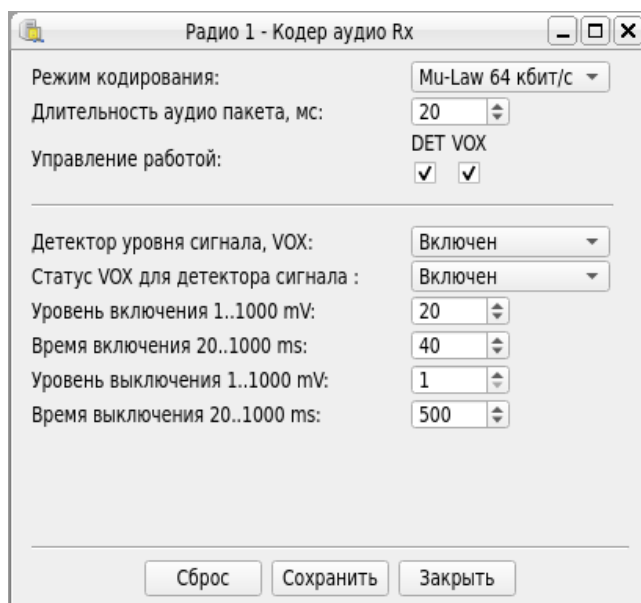 Радио 1 - Кодер аудио Rx
Режим кодирования: Mu-Law 64 кбит/с
Длительность аудио пакета, мс: 20
DET VOX
Управление работой:
Детектор уровня сигнала, VOX: Включен
Статус VOX для детектора сигнала : Включен
Уровень включения 1..1000 mV: 20
Время включения 20..1000 ms: 40
Уровень выключения 1..1000 mV: 1
Время выключения 20..1000 ms: 500
Сброс Сохранить Закрыть